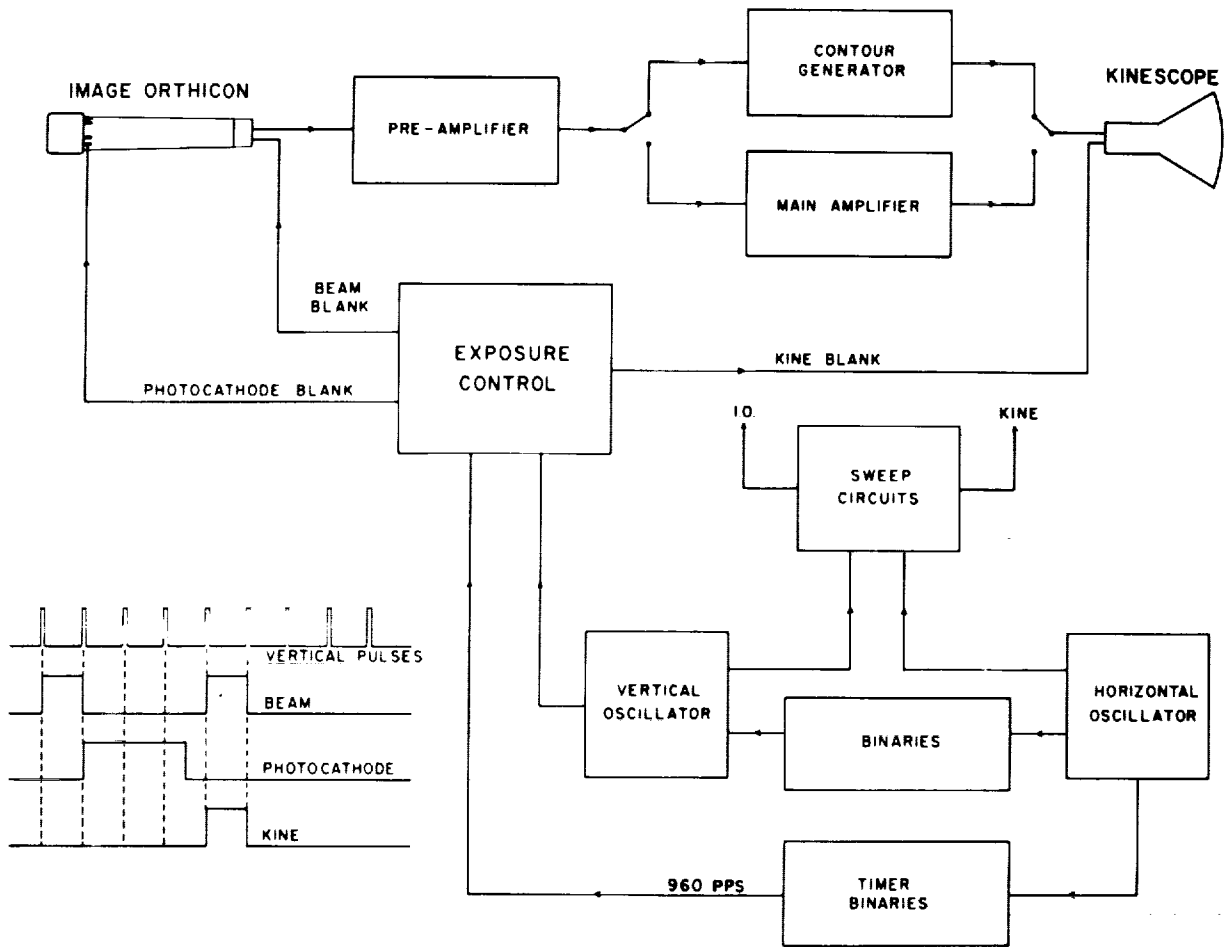 CONTOUR
GENERATOR
KINESCOPE
IMAGE ORTHICON
PRE-AMPLIFIER
MAIN AMPLIFIER
BEAM
BLANK
EXPOSURE
CONTROL
KINE BLANK
PHOTOCATHODE BLANK
I.O.
KINE
SWEEP
CIRCUITS
VERTICAL PULSES
BEAM
PHOTOCATHODE
KINE
VERTICAL
OSCILLATOR
BINARIES
HORIZONTAL
OSCILLATOR
960 PPS
TIMER
BINARIES